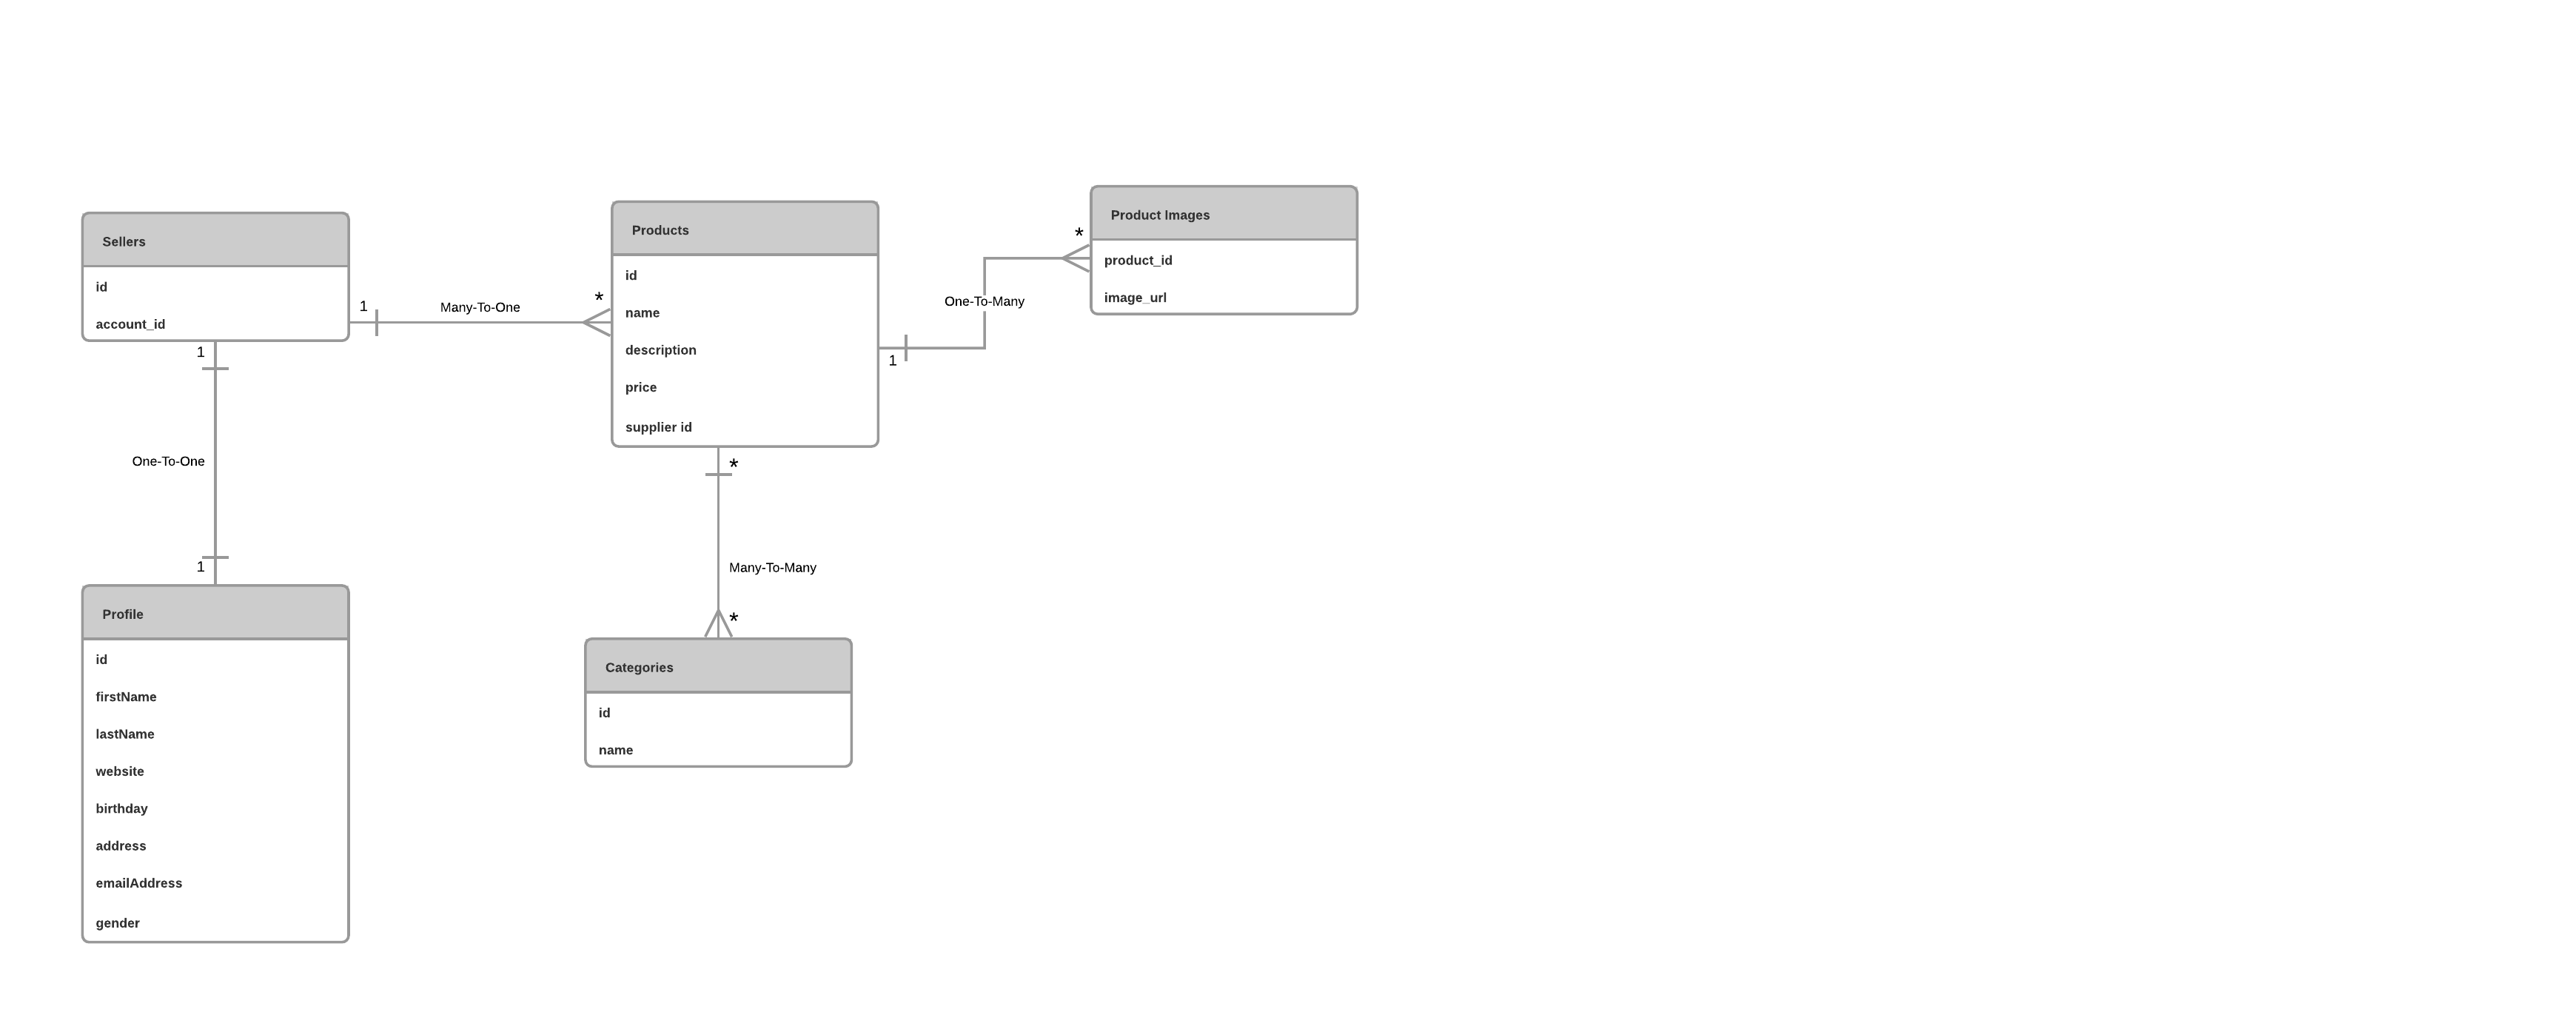 Sellers
id
account_id
1
Many-To-One
*
Products
id
name
description
price
supplier id
1
One-To-Many
*
Product Images
product_id
image_url
1
One-To-One
1
Profile
id
firstName
lastName
website
birthday
address
emailAddress
gender
*
Many-To-Many
*
Categories
id
name